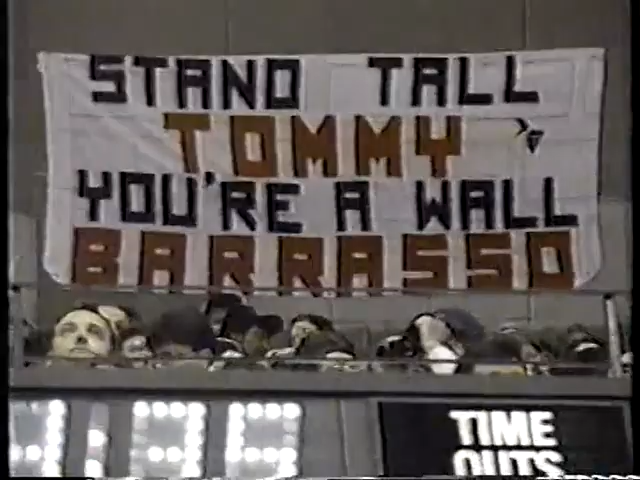 STAND TALL
TOMMY
YOU'RE A WALL
BARRASSO
TIME
OUTS